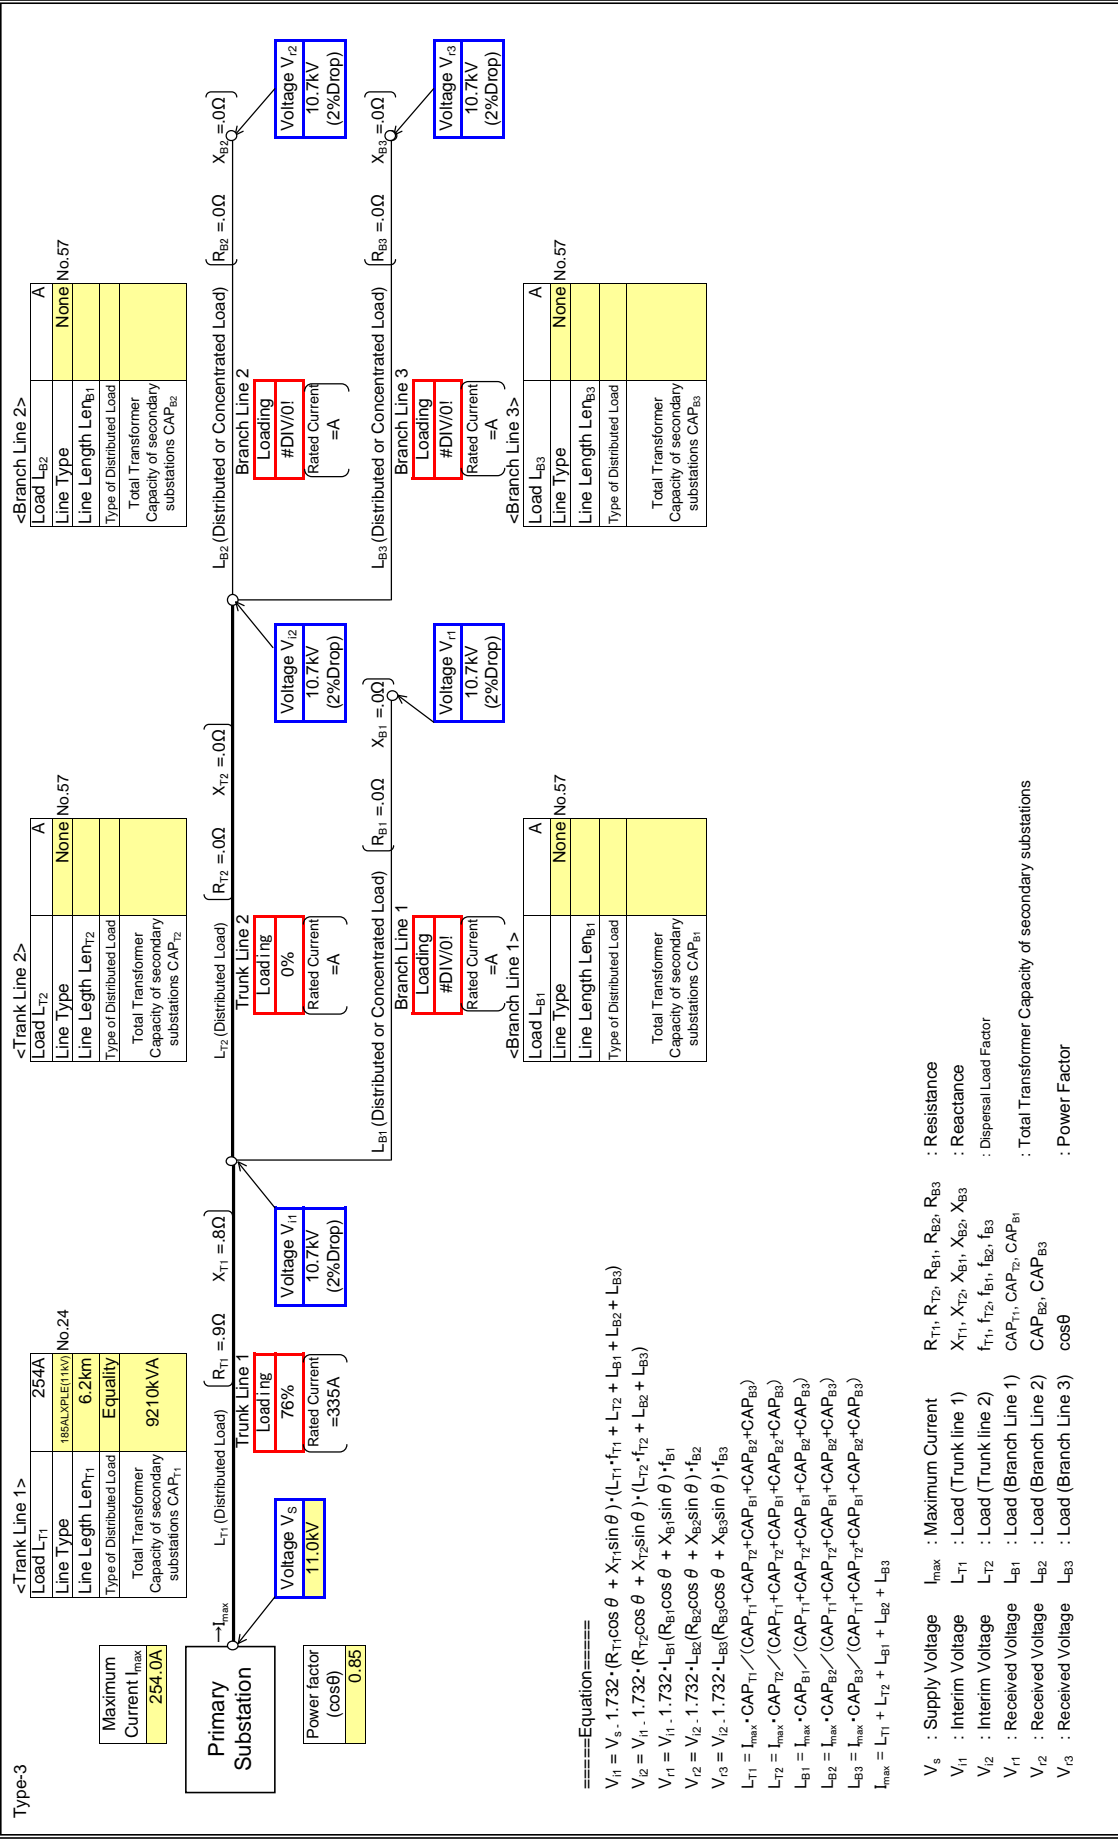 Type-3
Maximum
Current Imax
254.0A
Primary
Substation
→Imax
Power factor
(cosθ)
0.85
Voltage VS
11.0kV
<Trank Line 1>
Load LT1 254A
Line Type 185ALXPLE(11kV) No.24
Line Legth LenT1 6.2km
Type of Distributed Load Equality
Total Transformer
Capacity of secondary
substations CAPT1
9210kVA
LT1 (Distributed Load) RT1 =.9Ω XT1 =.8Ω
Trunk Line 1
Loading
76%
Rated Current
=335A
Voltage Vi1
10.7kV
(2%Drop)
<Trank Line 2>
Load LT2 A
Line Type None No.57
Line Legth LenT2
Type of Distributed Load
Total Transformer
Capacity of secondary
substations CAPT2
LT2 (Distributed Load) RT2 =.0Ω XT2 =.0Ω
Trunk Line 2
Loading
0%
Rated Current
=A
Voltage Vi2
10.7kV
(2%Drop)
LB1 (Distributed or Concentrated Load) RB1 =.0Ω XB1 =.0Ω
Branch Line 1
Loading
#DIV/0!
Rated Current
=A
Voltage Vr1
10.7kV
(2%Drop)
<Branch Line 1>
Load LB1 A
Line Type None No.57
Line Length LenB1
Type of Distributed Load
Total Transformer
Capacity of secondary
substations CAPB1
<Branch Line 2>
Load LB2 A
Line Type None No.57
Line Length LenB1
Type of Distributed Load
Total Transformer
Capacity of secondary
substations CAPB2
LB2 (Distributed or Concentrated Load) RB2 =.0Ω XB2 =.0Ω
Branch Line 2
Loading
#DIV/0!
Rated Current
=A
Voltage Vr2
10.7kV
(2%Drop)
LB3 (Distributed or Concentrated Load) RB3 =.0Ω XB3 =.0Ω
Branch Line 3
Loading
#DIV/0!
Rated Current
=A
Voltage Vr3
10.7kV
(2%Drop)
<Branch Line 3>
Load LB3 A
Line Type None No.57
Line Length LenB3
Type of Distributed Load
Total Transformer
Capacity of secondary
substations CAPB3
=====Equation=====
Vi1 = Vs - 1.732・(RT1cos θ + XT1sin θ)・(LT1・fT1 + LT2 + LB1 + LB2 + LB3)
Vi2 = Vi1 - 1.732・(RT2cos θ + XT2sin θ)・(LT2・fT2 + LB2 + LB3)
Vr1 = Vi1 - 1.732・LB1(RB1cos θ + XB1sin θ)・fB1
Vr2 = Vi2 - 1.732・LB2(RB2cos θ + XB2sin θ)・fB2
Vr3 = Vi2 - 1.732・LB3(RB3cos θ + XB3sin θ)・fB3
LT1 = Imax・CAPT1／(CAPT1+CAPT2+CAPB1+CAPB2+CAPB3)
LT2 = Imax・CAPT2／(CAPT1+CAPT2+CAPB1+CAPB2+CAPB3)
LB1 = Imax・CAPB1／(CAPT1+CAPT2+CAPB1+CAPB2+CAPB3)
LB2 = Imax・CAPB2／(CAPT1+CAPT2+CAPB1+CAPB2+CAPB3)
LB3 = Imax・CAPB3／(CAPT1+CAPT2+CAPB1+CAPB2+CAPB3)
Imax = LT1 + LT2 + LB1 + LB2 + LB3
Vs : Supply Voltage Imax : Maximum Current RT1, RT2, RB1, RB2, RB3 : Resistance
Vi1 : Interim Voltage LT1 : Load (Trunk line 1) XT1, XT2, XB1, XB2, XB3 : Reactance
Vi2 : Interim Voltage LT2 : Load (Trunk line 2) fT1, fT2, fB1, fB2, fB3 : Dispersal Load Factor
Vr1 : Received Voltage LB1 : Load (Branch Line 1) CAPT1, CAPT2, CAPB1
Vr2 : Received Voltage LB2 : Load (Branch Line 2) CAPB2, CAPB3 : Total Transformer Capacity of secondary substations
Vr3 : Received Voltage LB3 : Load (Branch Line 3) cosθ : Power Factor